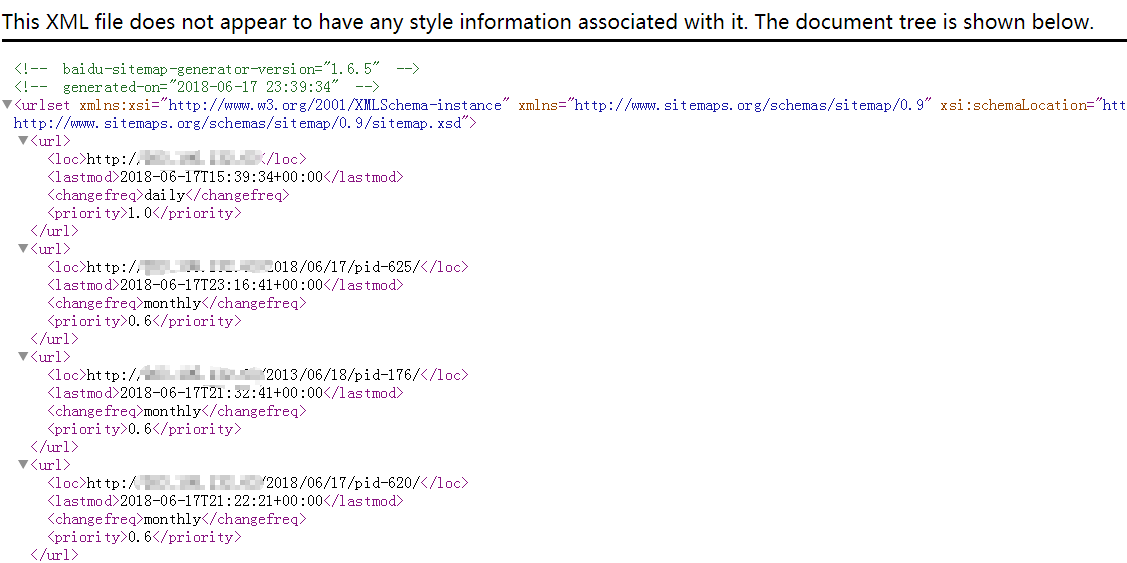 This XML file does not appear to have any style information associated with it. The document tree is shown below.
<!-- baidu-sitemap-generator-version="1.6.5" -->
<!-- generated-on="2018-06-17 23:39:34" -->
<urlset xmlns:xsi="http://www.w3.org/2001/XMLSchema-instance" xmlns="http://www.sitemaps.org/schemas/sitemap/0.9" xsi:schemaLocation="htt
http://www.sitemaps.org/schemas/sitemap/0.9/sitemap.xsd">
<url>
<loc>http:/</loc>
<lastmod>2018-06-17T15:39:34+00:00</lastmod>
<changefreq>daily</changefreq>
<priority>1.0</priority>
</url>
<url>
<loc>http:/2018/06/17/pid-625/</loc>
<lastmod>2018-06-17T23:16:41+00:00</lastmod>
<changefreq>monthly</changefreq>
<priority>0.6</priority>
</url>
<url>
<loc>http:/ /2013/06/18/pid-176/</loc>
<lastmod>2018-06-17T21:32:41+00:00</lastmod>
<changefreq>monthly</changefreq>
<priority>0.6</priority>
</url>
<url>
<loc>http:/ /2018/06/17/pid-620/</loc>
<lastmod>2018-06-17T21:22:21+00:00</lastmod>
<changefreq>monthly</changefreq>
<priority>0.6</priority>
</url>